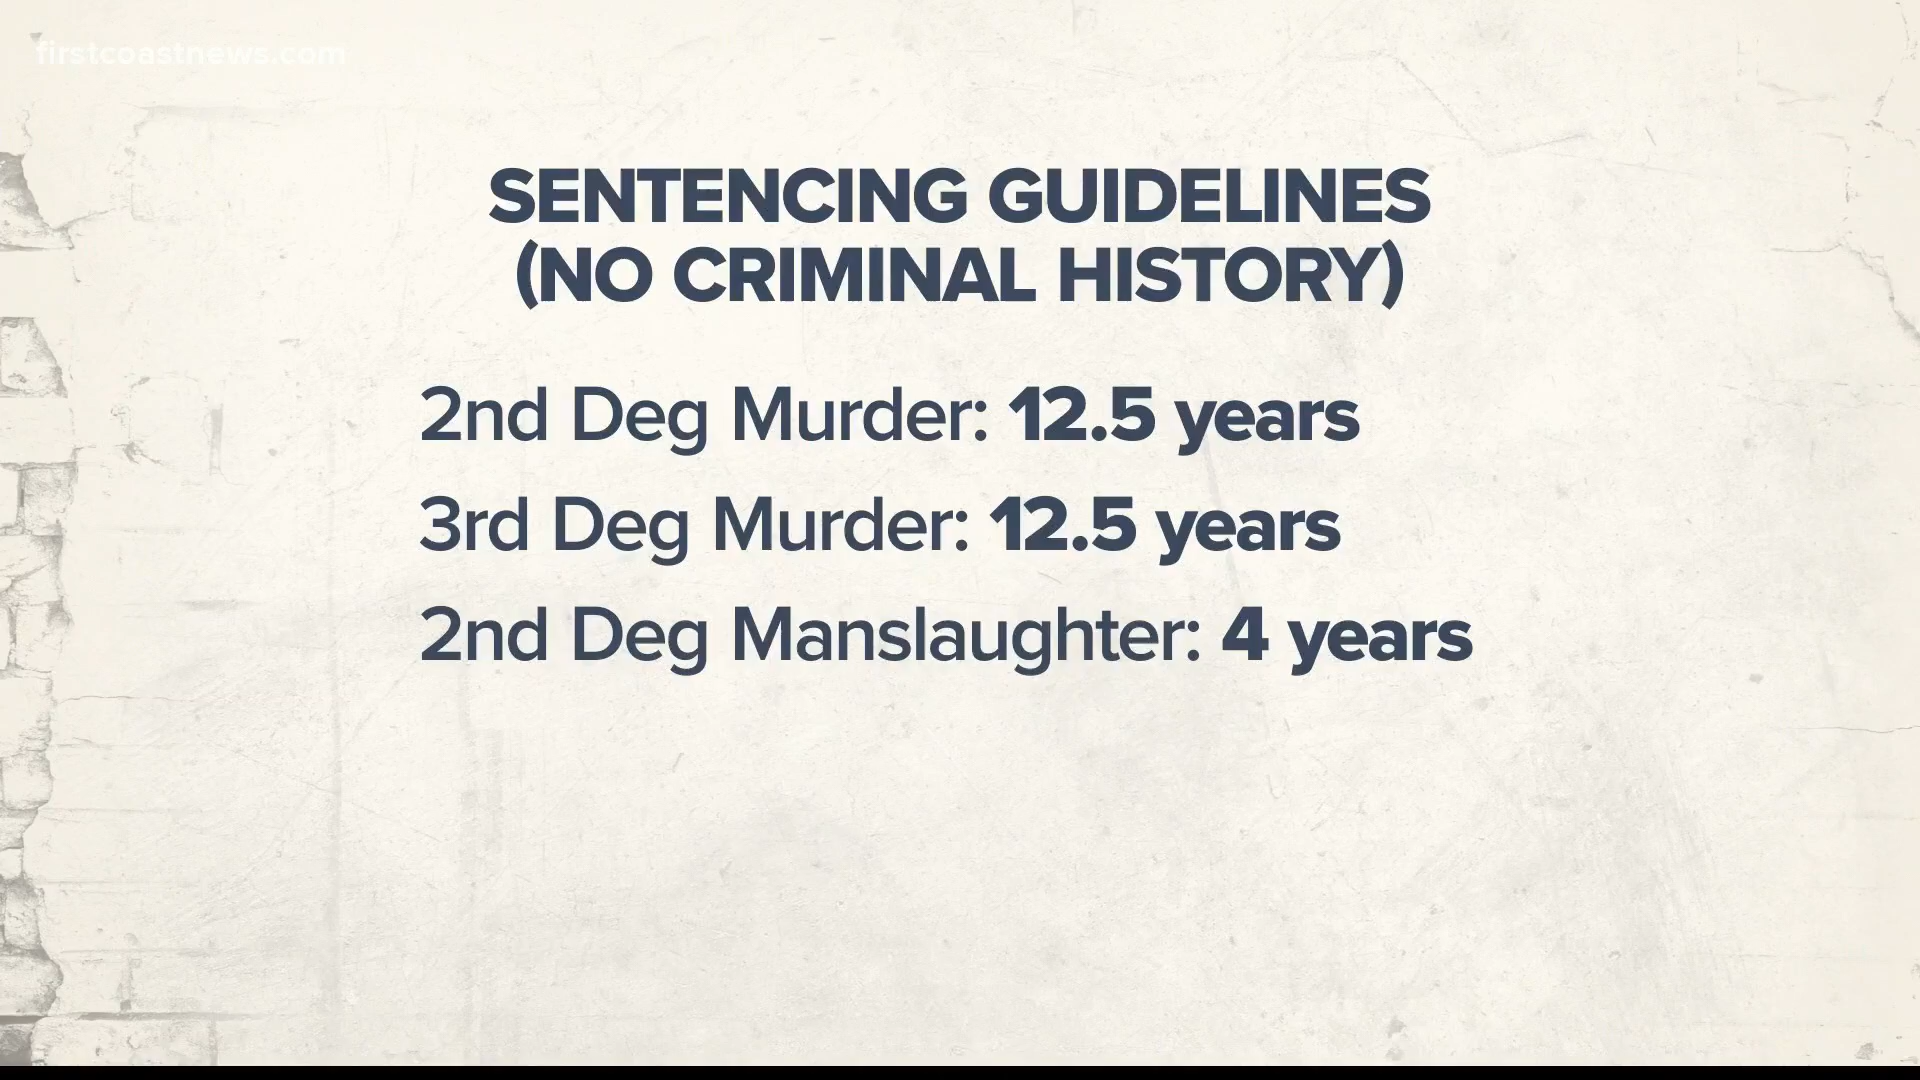 firstcoastnews.com
SENTENCING GUIDELINES
(NO CRIMINAL HISTORY)
2nd Deg Murder: 12.5 years
3rd Deg Murder: 12.5 years
2nd Deg Manslaughter: 4 years